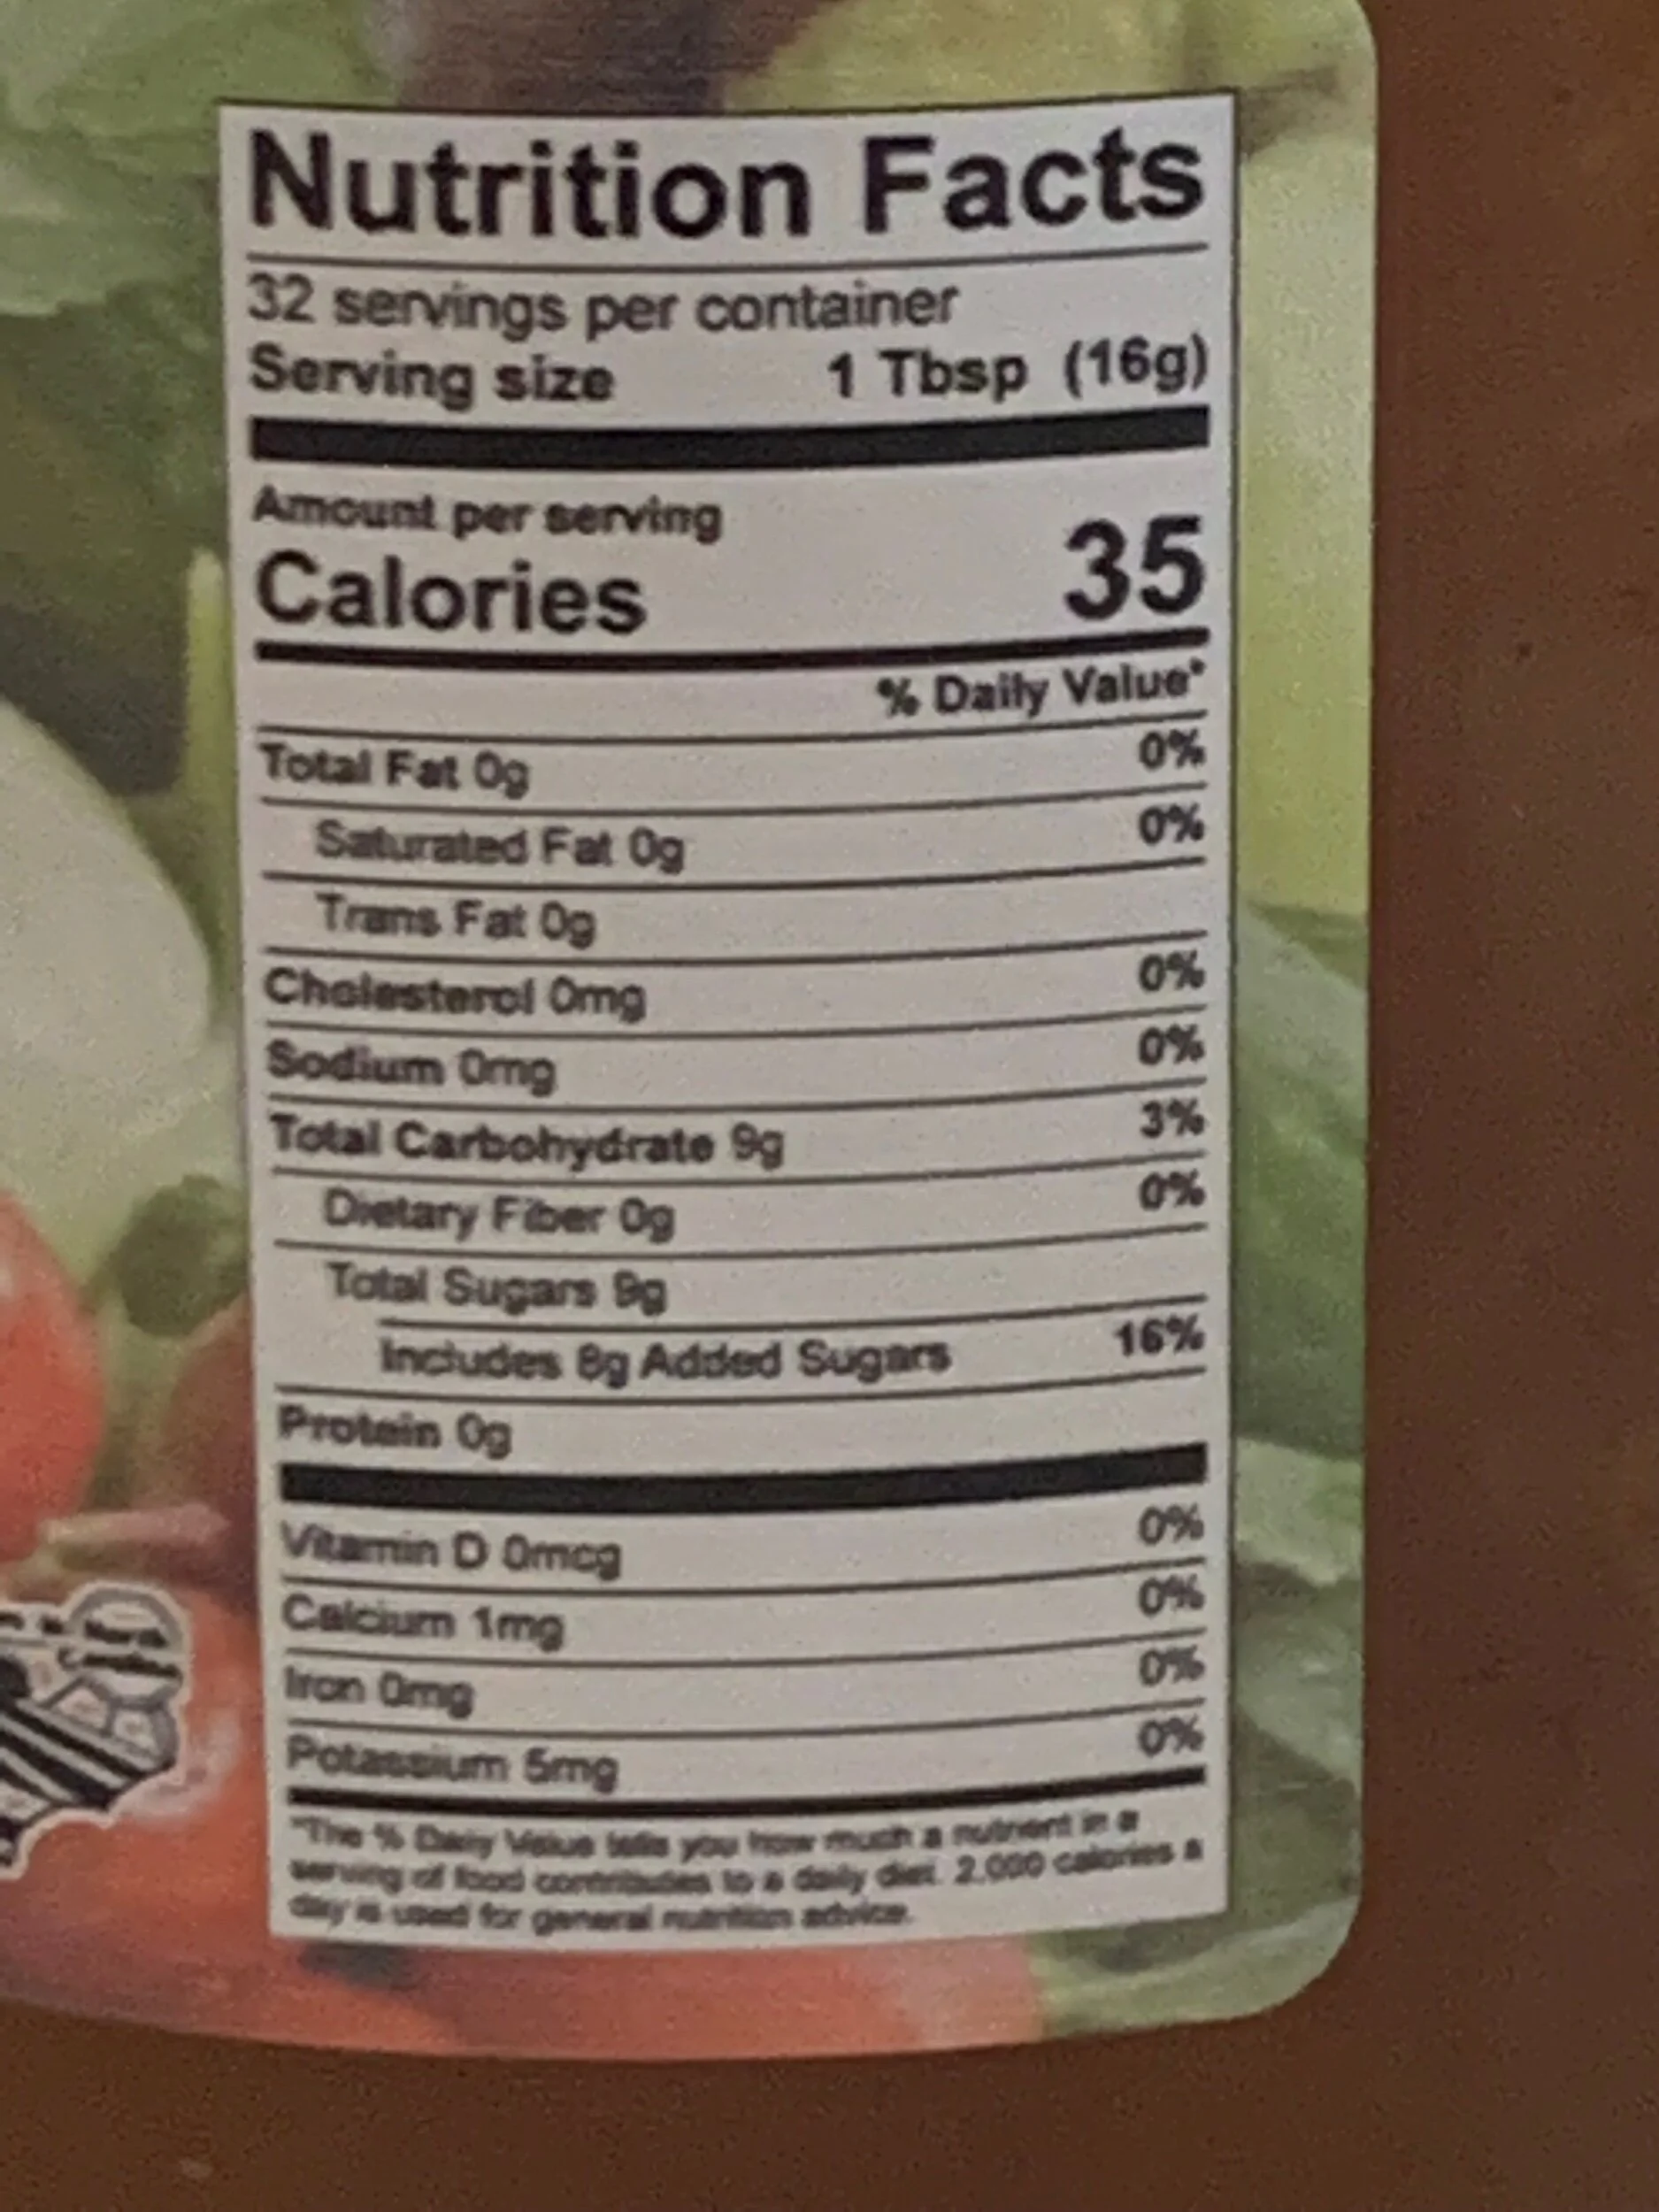 Nutrition Facts
32 servings per container
Serving size 1 Tbsp (16g)
Amount per serving
Calories 35
% Daily Value*
Total Fat 0g 0%
Saturated Fat 0g 0%
Trans Fat 0g
Cholesterol 0mg 0%
Sodium 0mg 0%
Total Carbohydrate 9g 3%
Dietary Fiber 0g 0%
Total Sugars 9g
Includes 8g Added Sugars 16%
Protein 0g
Vitamin D 0mcg 0%
Calcium 1mg 0%
Iron 0mg 0%
Potassium 5mg 0%
*The % Daily Value tells you how much a nutrient in a
serving of food contributes to a daily diet. 2,000 calories a
day is used for general nutrition advice.